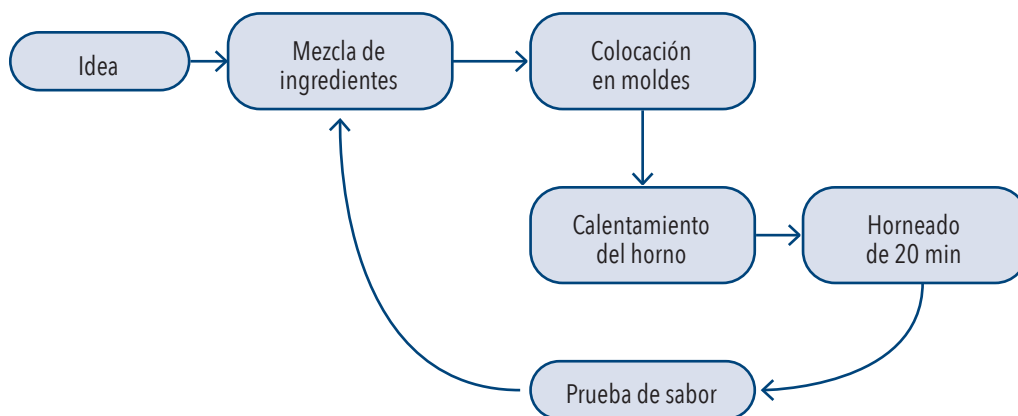 Idea
Mezcla de
ingredientes
Colocación
en moldes
Calentamiento
del horno
Horneado
de 20 min
Prueba de sabor